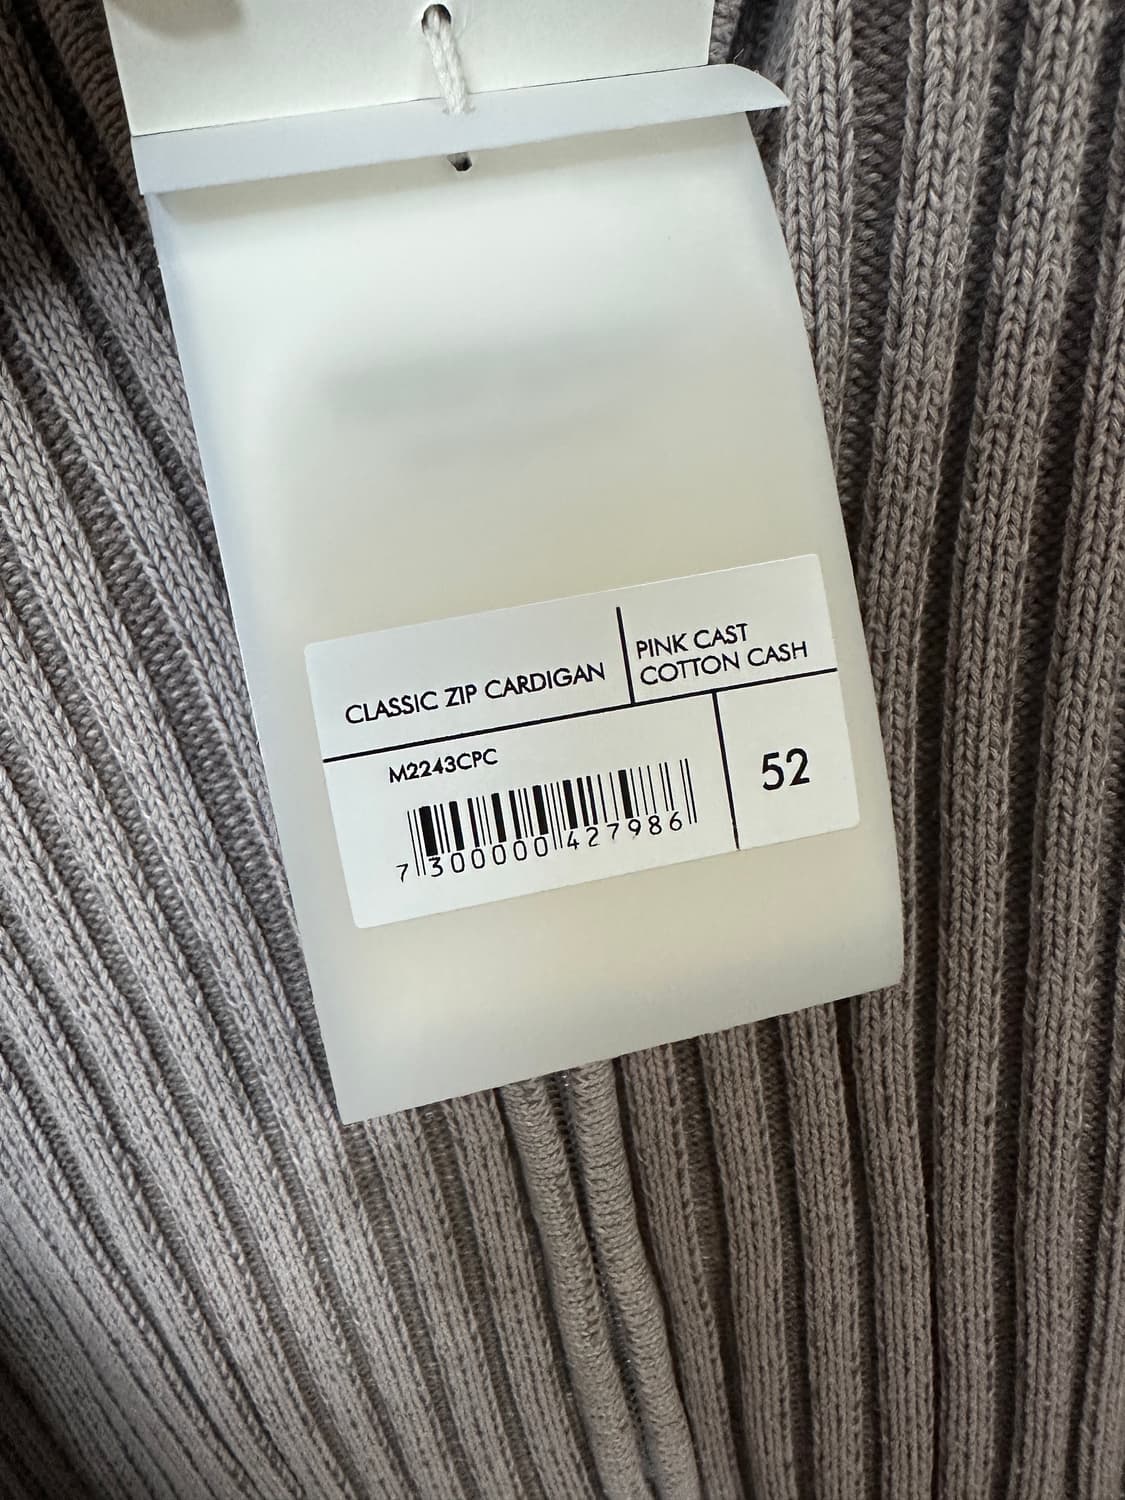 CLASSIC ZIP CARDIGAN
PINK CAST
COTTON CASH
M2243CPC
52
7 300000 427986